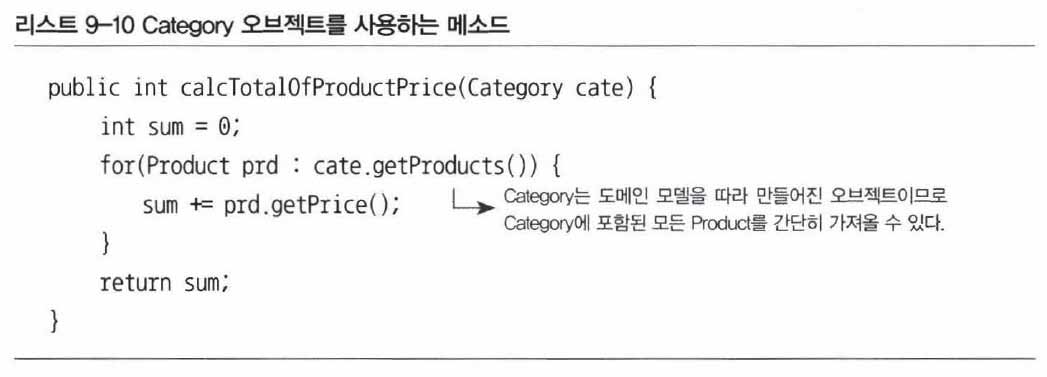 리스트 9-10 Category 오브젝트를 사용하는 메소드
public int calcTotalOfProductPrice(Category cate) {
int sum = 0;
for(Product prd : cate.getProducts()) {
sum += prd.getPrice();
Category는 도메인 모델을 따라 만들어진 오브젝트이므로
Category에 포함된 모든 Product를 간단히 가져올 수 있다.
}
return sum;
}